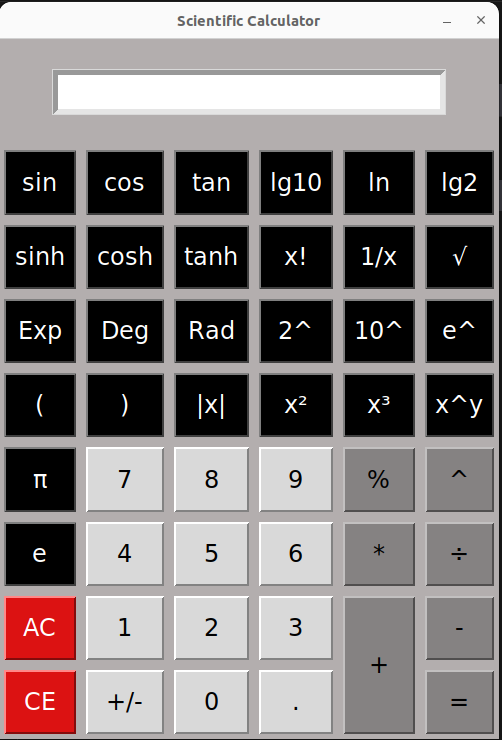 Scientific Calculator
sin cos tan lg10 ln lg2
sinh cosh tanh x! 1/x √
Exp Deg Rad 2^ 10^ e^
( ) |x| x² x³ x^y
π 7 8 9 % ^
e 4 5 6 * ÷
AC 1 2 3 + -
CE +/- 0 . =